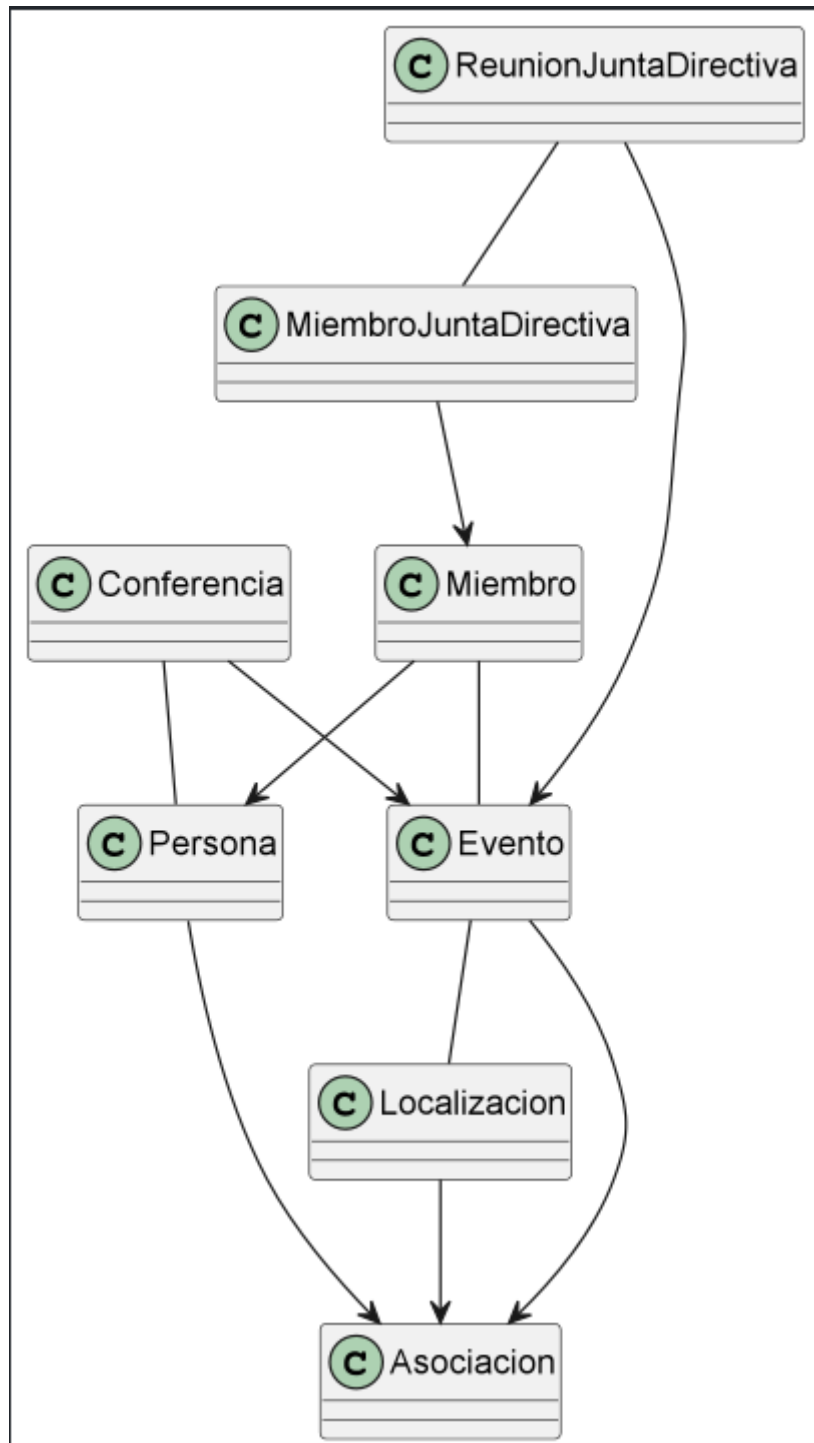 C ReunionJuntaDirectiva
C MiembroJuntaDirectiva
C Conferencia
C Miembro
C Persona
C Evento
C Localizacion
C Asociacion